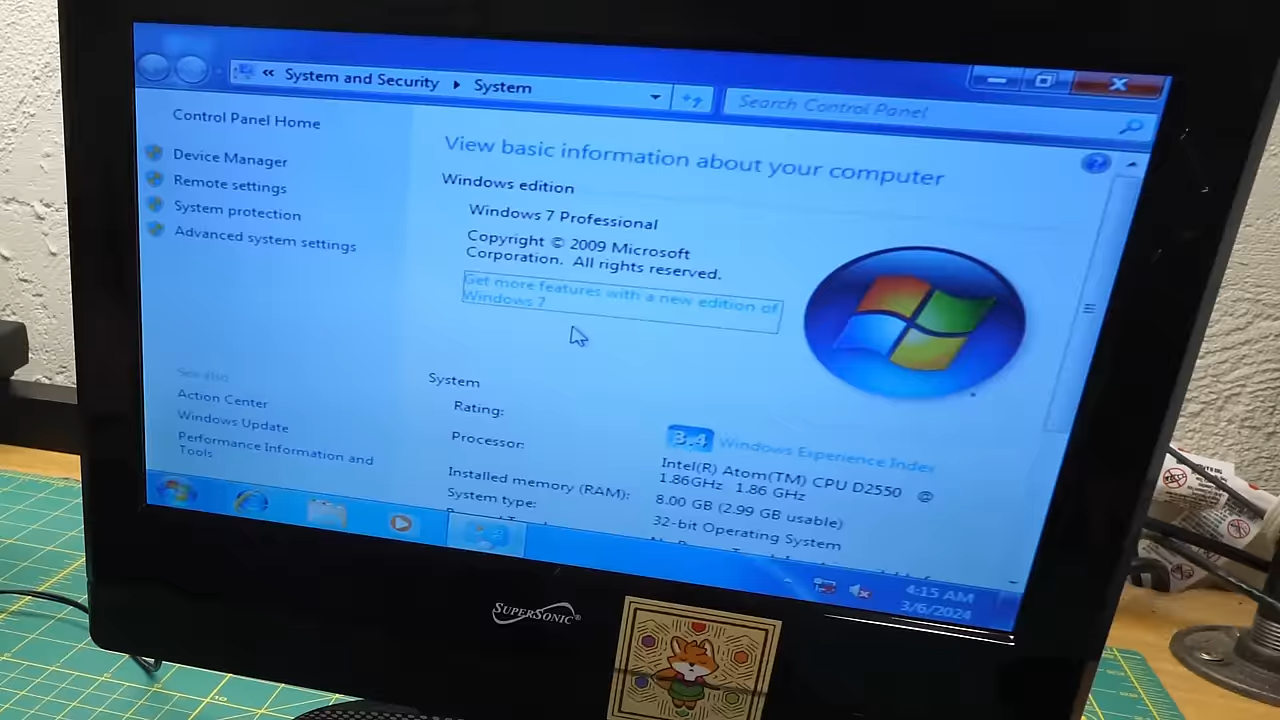 « System and Security ▸ System
Search Control Panel
Control Panel Home
Device Manager
Remote settings
System protection
Advanced system settings
See also
Action Center
Windows Update
Performance Information and
Tools
View basic information about your computer
Windows edition
Windows 7 Professional
Copyright © 2009 Microsoft
Corporation. All rights reserved.
Get more features with a new edition of
Windows 7
System
Rating:
3.4 Windows Experience Index
Processor:
Intel(R) Atom(TM) CPU D2550 @
1.86GHz 1.86 GHz
Installed memory (RAM):
8.00 GB (2.99 GB usable)
System type:
32-bit Operating System
4:15 AM
3/6/2024
SUPERSONIC®